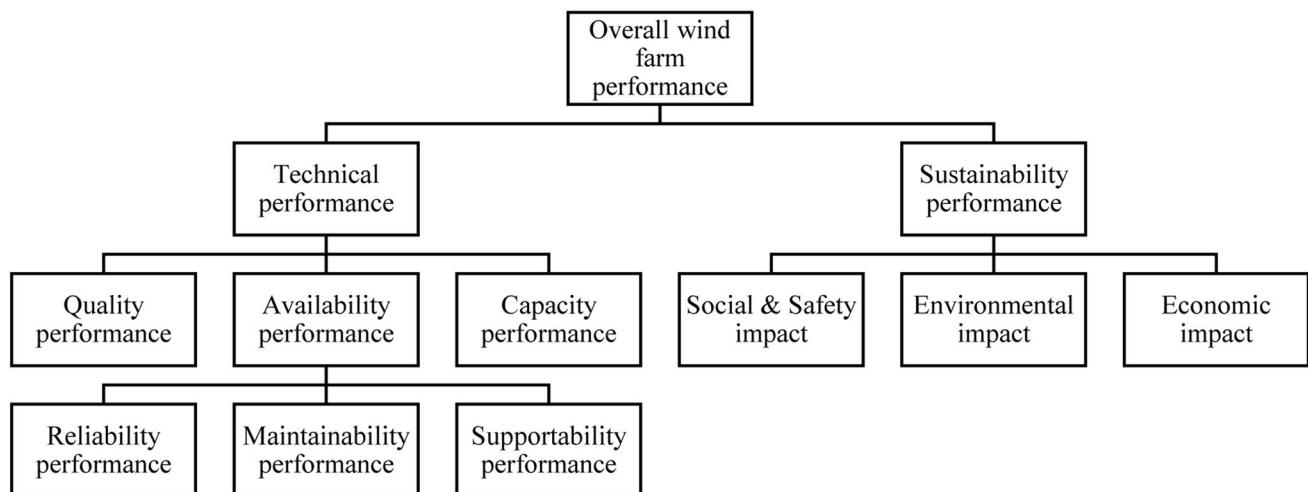 Overall wind
farm
performance
Technical
performance
Sustainability
performance
Quality
performance
Availability
performance
Capacity
performance
Social & Safety
impact
Environmental
impact
Economic
impact
Reliability
performance
Maintainability
performance
Supportability
performance